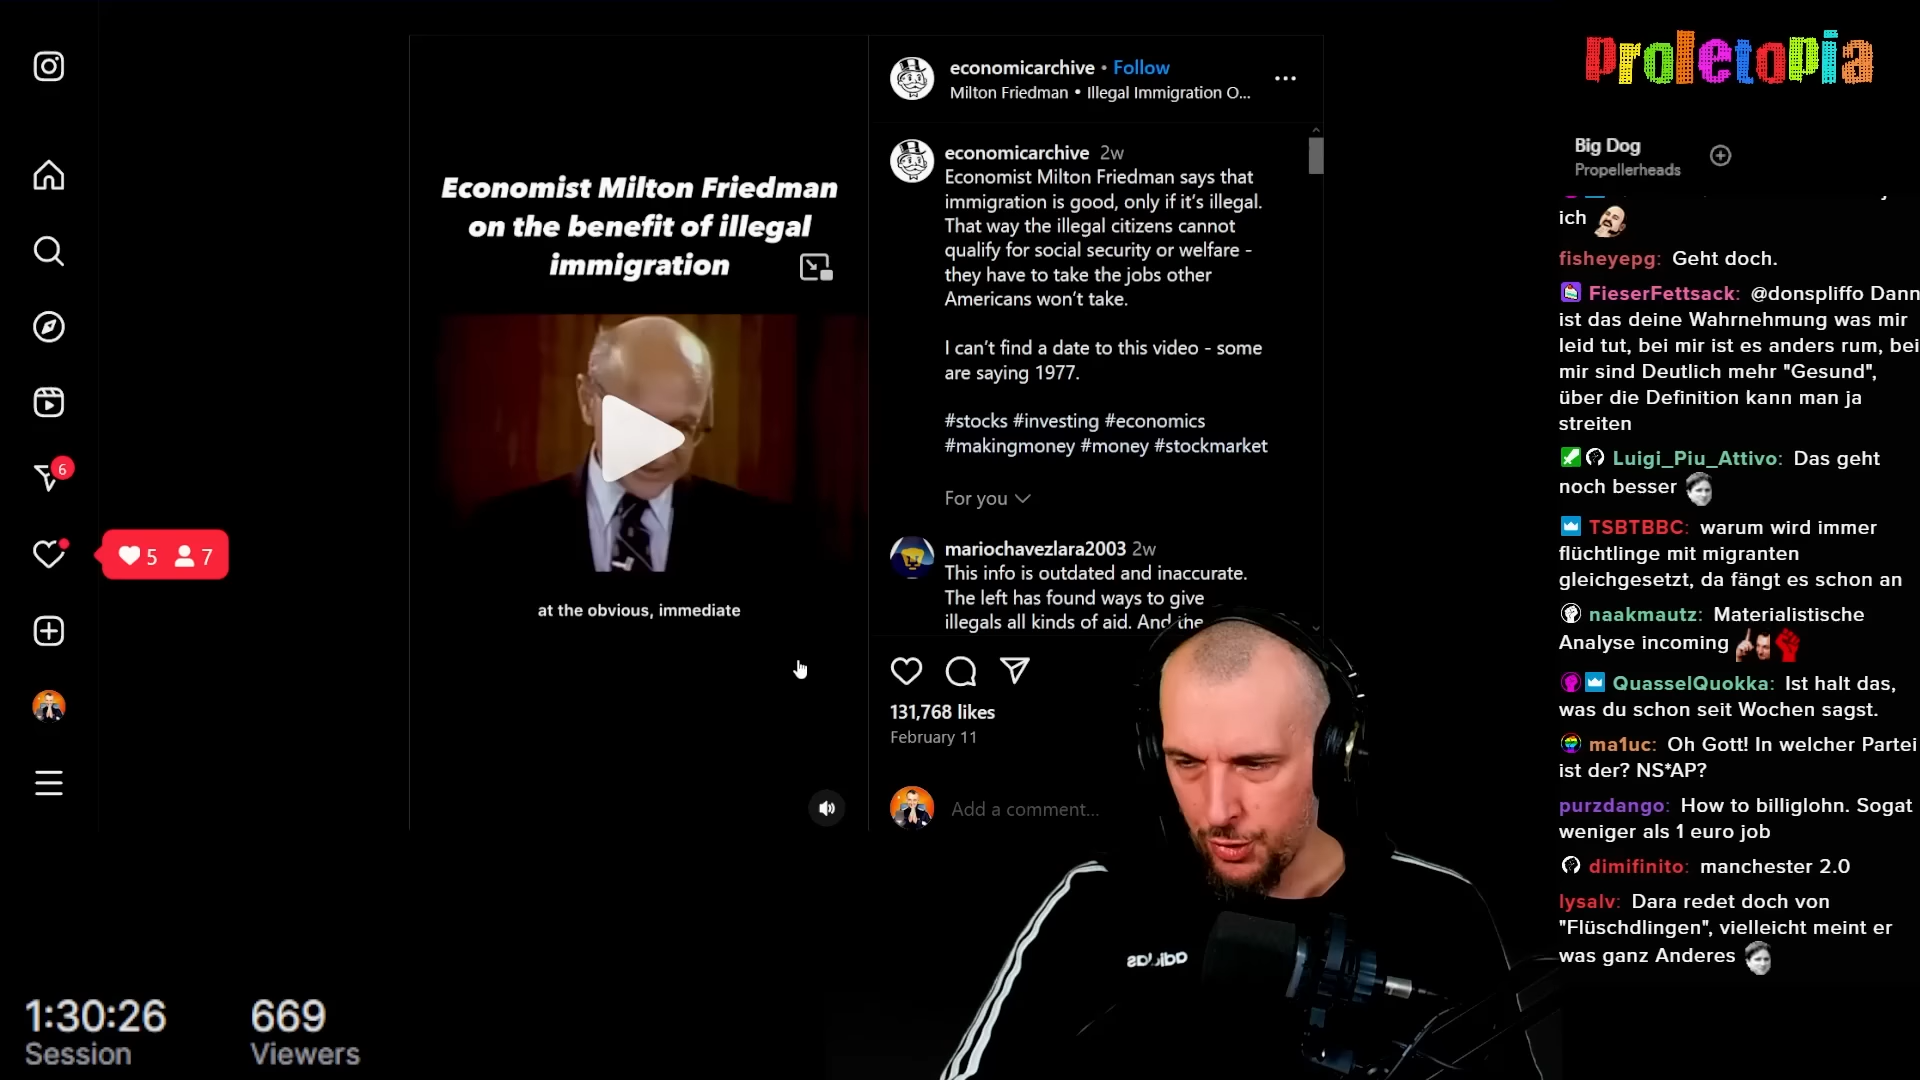 economicarchive • Follow
Milton Friedman • Illegal Immigration O...
Economist Milton Friedman
on the benefit of illegal
immigration
at the obvious, immediate
economicarchive 2w
Economist Milton Friedman says that
immigration is good, only if it's illegal.
That way the illegal citizens cannot
qualify for social security or welfare -
they have to take the jobs other
Americans won't take.
I can't find a date to this video - some
are saying 1977.
#stocks #investing #economics
#makingmoney #money #stockmarket
For you
mariochavezlara2003 2w
This info is outdated and inaccurate.
The left has found ways to give
illegals all kinds of aid. And the
131,768 likes
February 11
Add a comment...
6
5 7
1:30:26
Session
669
Viewers
adidas
Proletopia
Big Dog
Propellerheads
ich
fisheyepg: Geht doch.
FieserFettsack: @donspliffo Dann
ist das deine Wahrnehmung was mir
leid tut, bei mir ist es anders rum, bei
mir sind Deutlich mehr "Gesund",
über die Definition kann man ja
streiten
Luigi_Piu_Attivo: Das geht
noch besser
TSBTBBC: warum wird immer
flüchtlinge mit migranten
gleichgesetzt, da fängt es schon an
naakmautz: Materialistische
Analyse incoming
QuasselQuokka: Ist halt das,
was du schon seit Wochen sagst.
ma1uc: Oh Gott! In welcher Partei
ist der? NS*AP?
purzdango: How to billiglohn. Sogat
weniger als 1 euro job
dimifinito: manchester 2.0
lysalv: Dara redet doch von
"Flüschdlingen", vielleicht meint er
was ganz Anderes